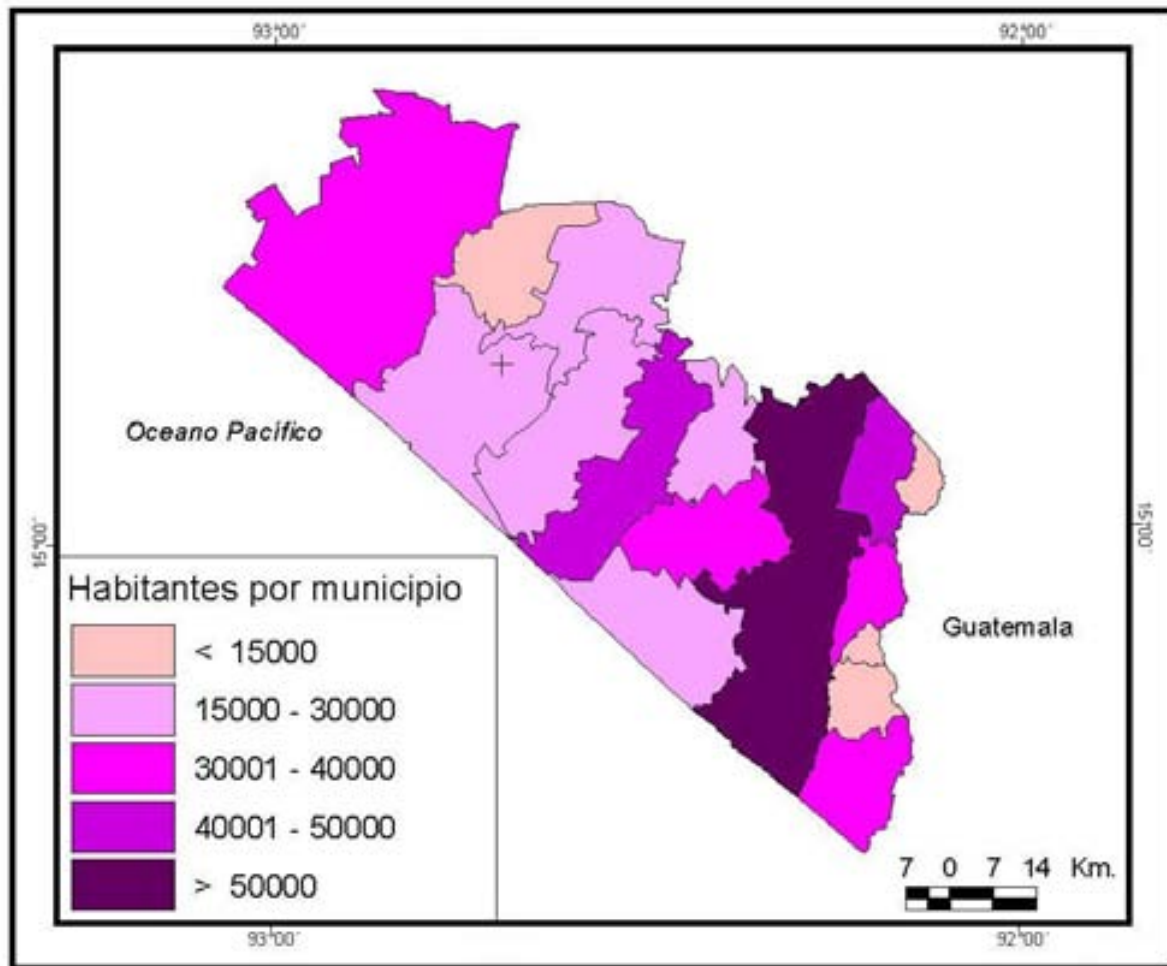 93°00´ 92°00´
Oceano Pacífico
15°00´ 15°00´
Habitantes por municipio
< 15000
15000 - 30000
30001 - 40000
40001 - 50000
> 50000
Guatemala
7 0 7 14 Km.
93°00´ 92°00´